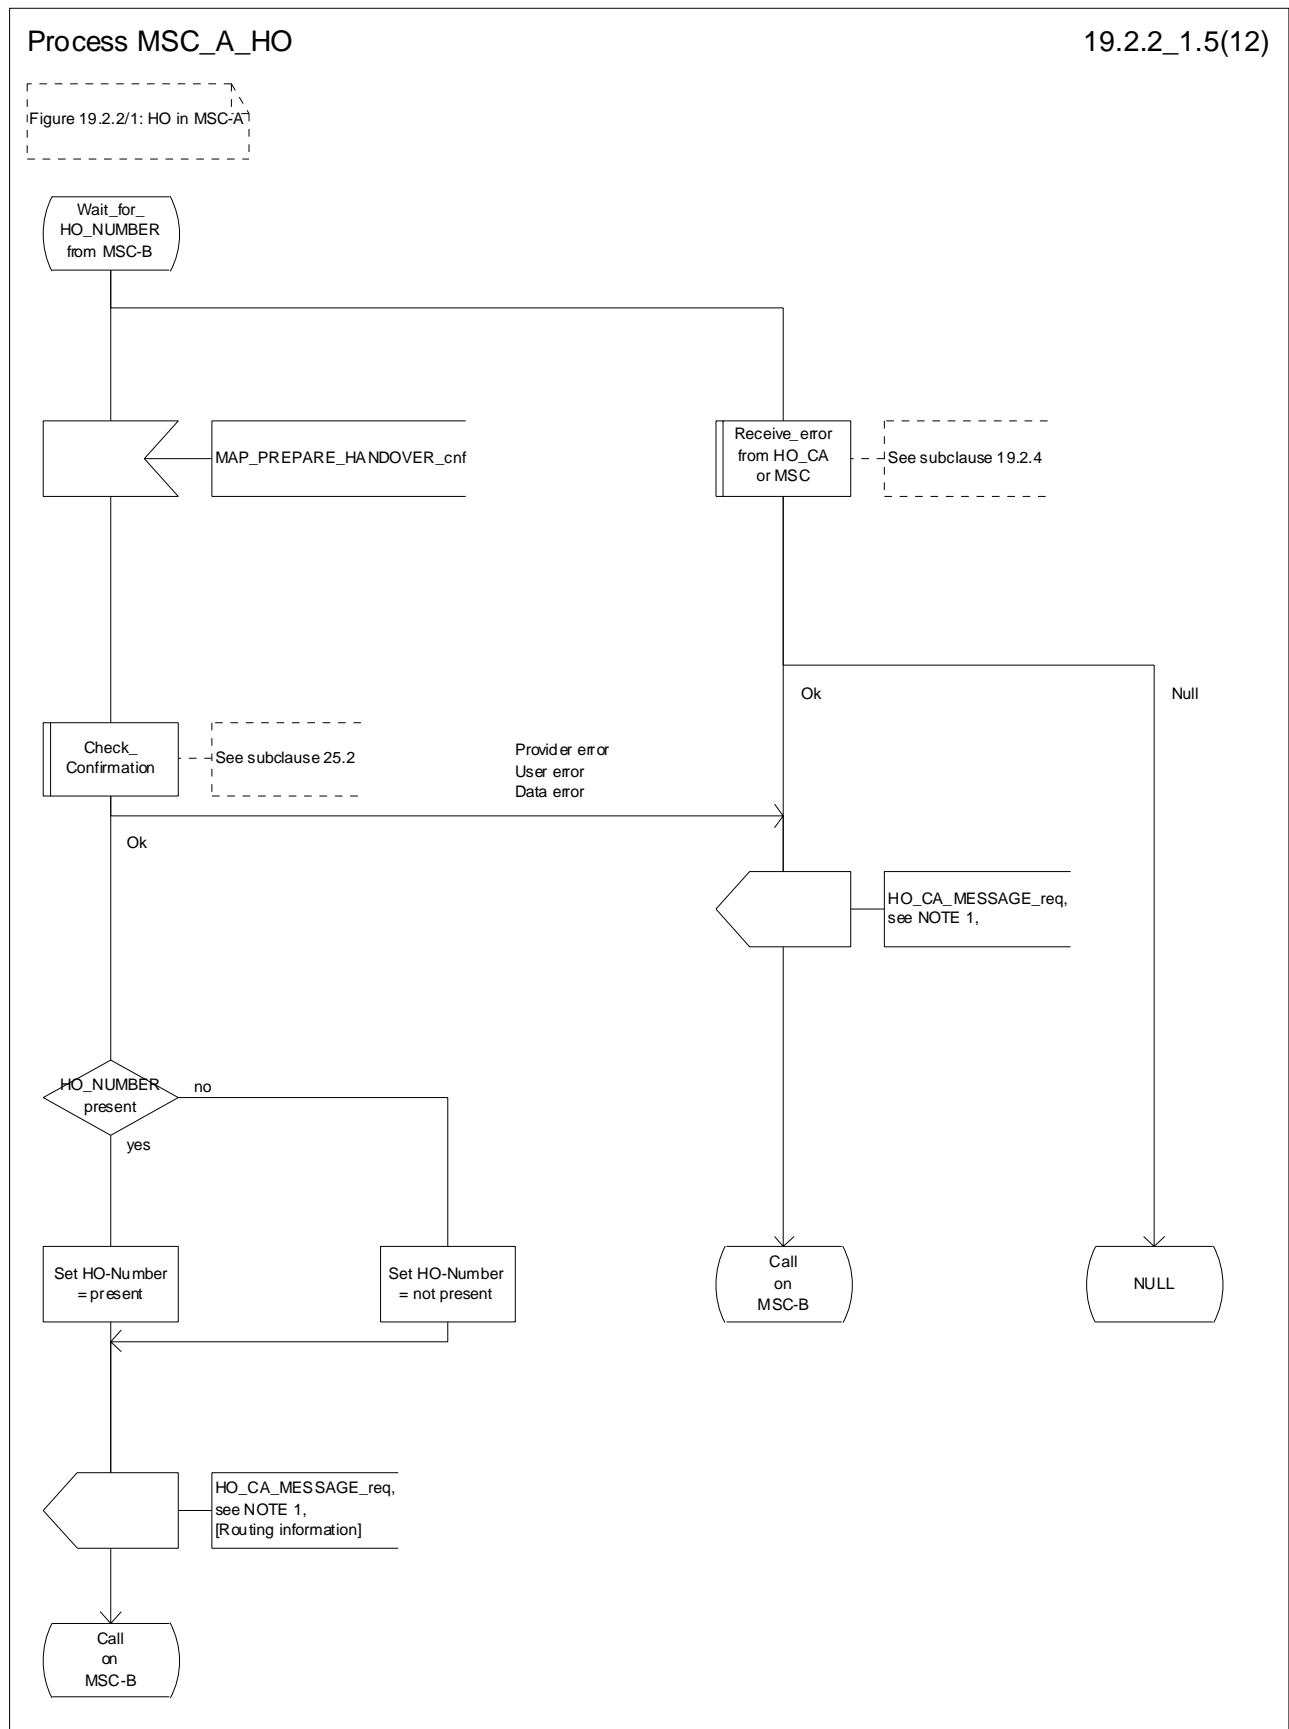 Process MSC_A_HO
19.2.2_1.5(12)
Figure 19.2.2/1: HO in MSC-A
Wait_for_
HO_NUMBER
from MSC-B
MAP_PREPARE_HANDOVER_cnf
Receive_error
from HO_CA
or MSC
See subclause 19.2.4
Ok
Null
Check_
Confirmation
See subclause 25.2
Provider error
User error
Data error
Ok
HO_CA_MESSAGE_req,
see NOTE 1,
HO_NUMBER
present
no
yes
Set HO-Number
= present
Set HO-Number
= not present
Call
on
MSC-B
NULL
HO_CA_MESSAGE_req,
see NOTE 1,
[Routing information]
Call
on
MSC-B